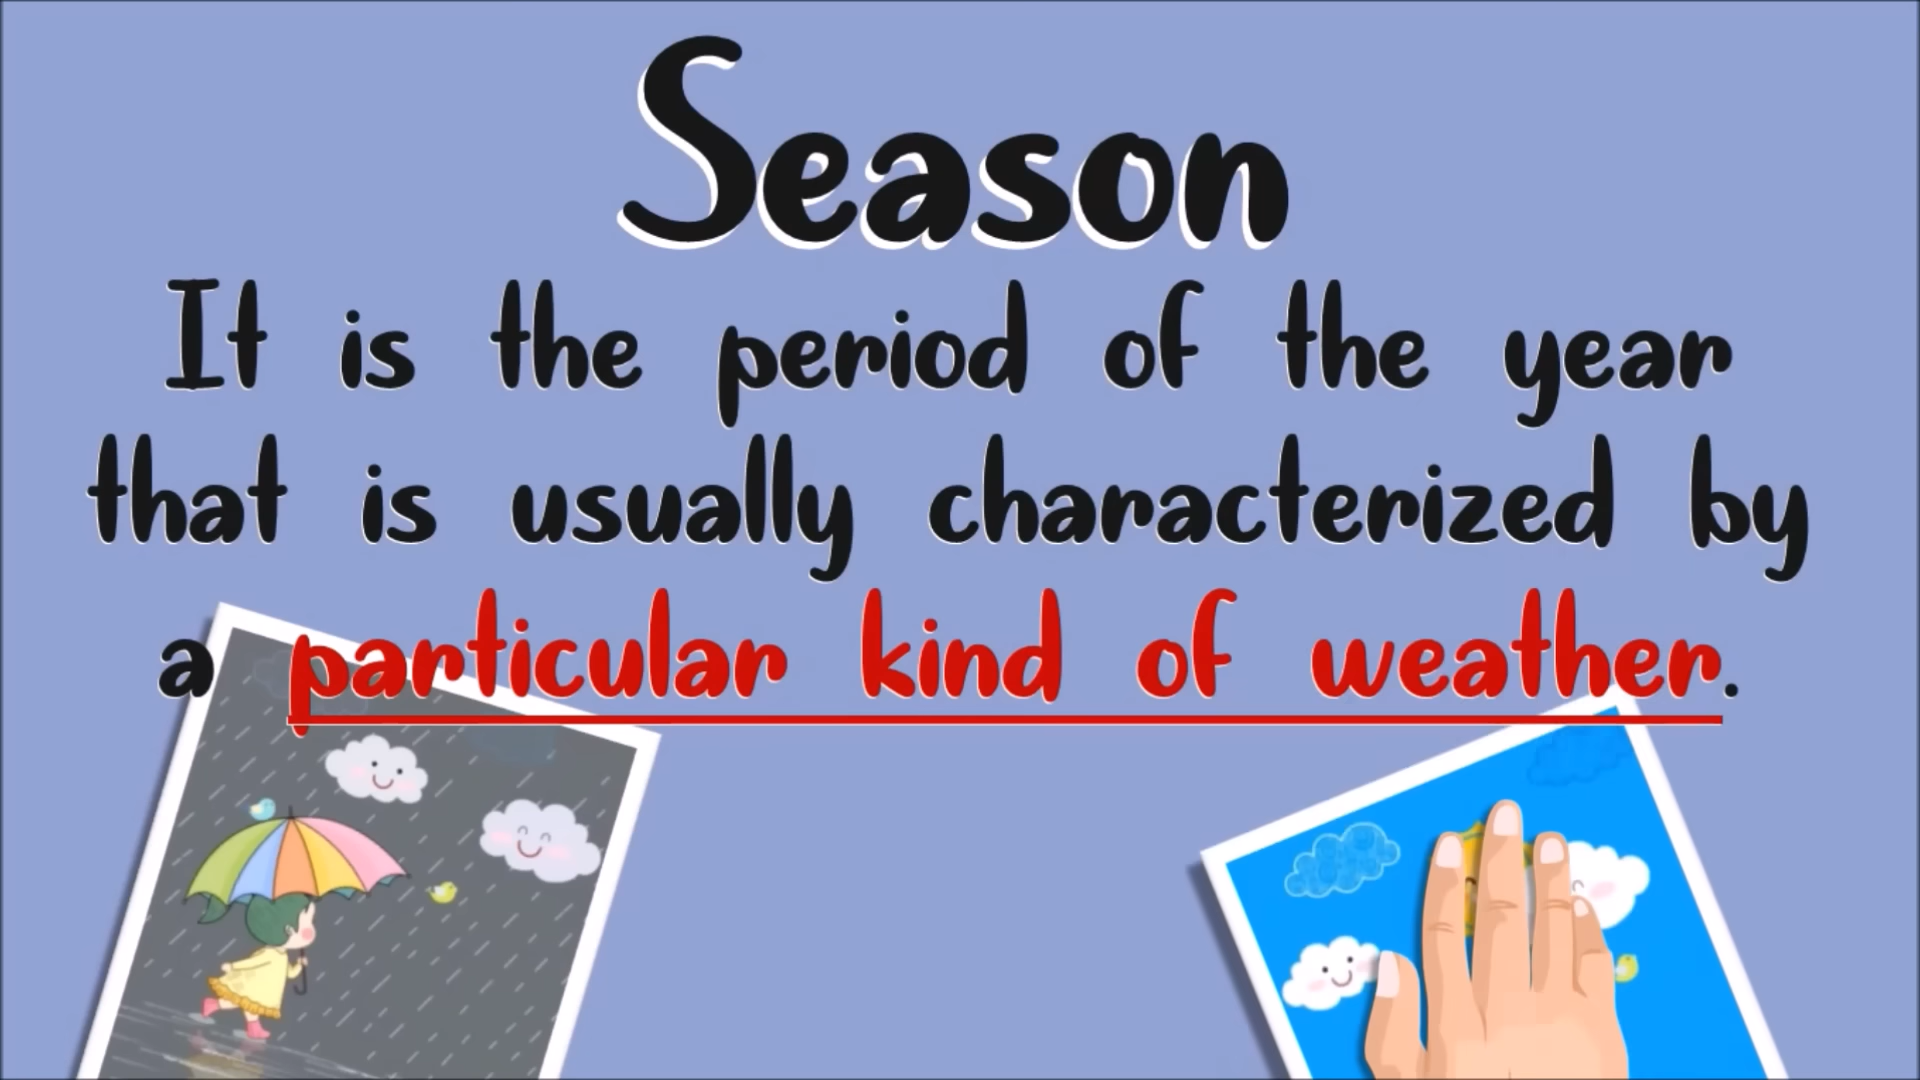 Season
It is the period of the year
that is usually characterized by
a particular kind of weather.